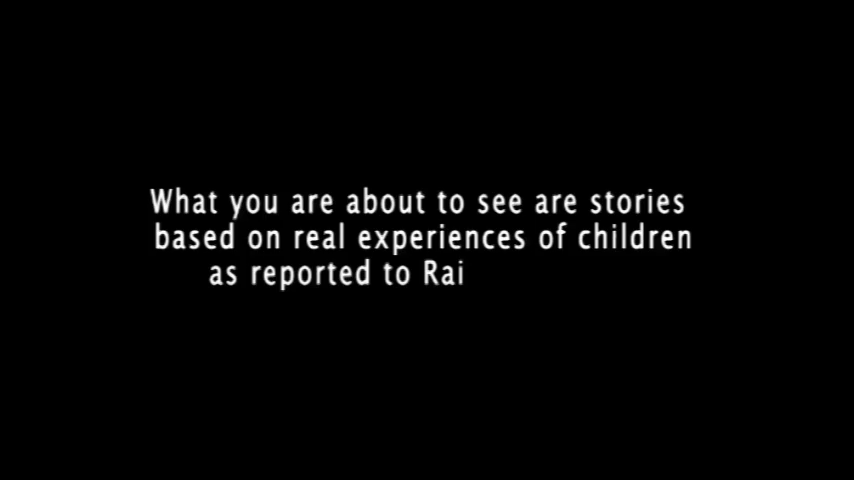 What you are about to see are stories
based on real experiences of children
as reported to Rai